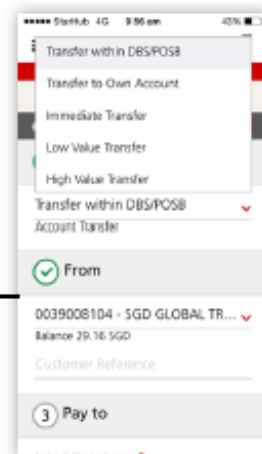 StarHub 4G 9:56 am 43%
Transfer within DBS/POSB
Transfer to Own Account
Immediate Transfer
Low Value Transfer
High Value Transfer
Transfer within DBS/POSB
Account Transfer
From
0039008104 - SGD GLOBAL TR...
Balance 29.16 SGD
Customer Reference
3 Pay to